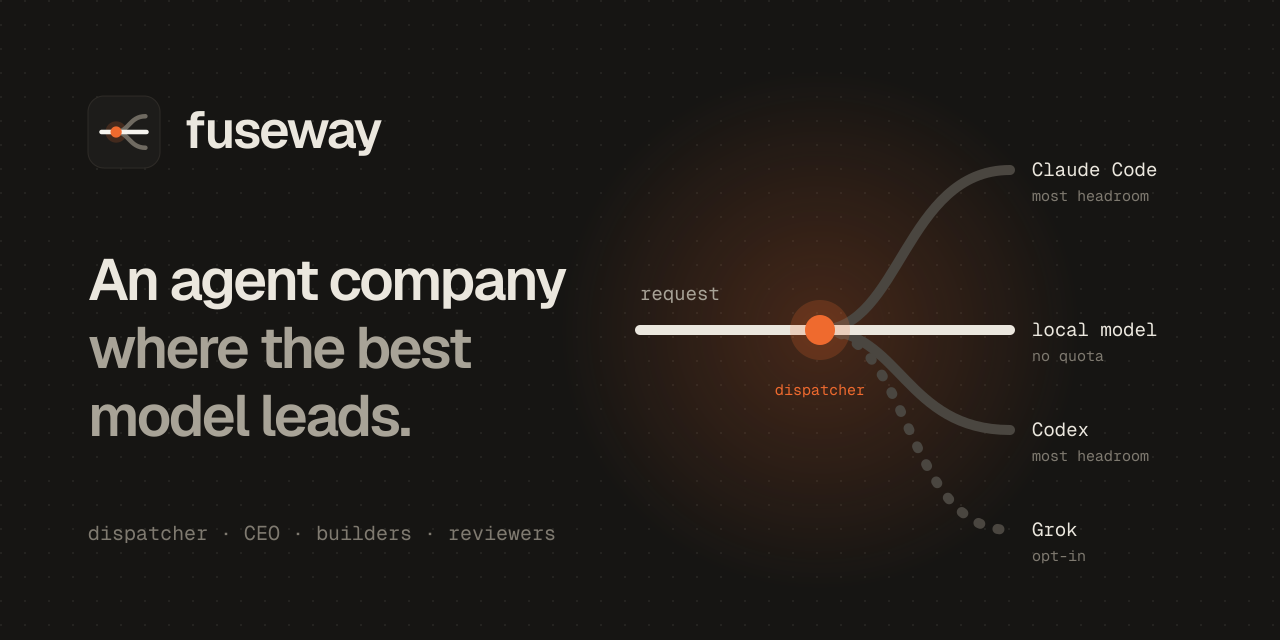 fuseway
An agent company
where the best
model leads.
dispatcher · CEO · builders · reviewers
request
dispatcher
Claude Code
most headroom
local model
no quota
Codex
most headroom
Grok
opt-in